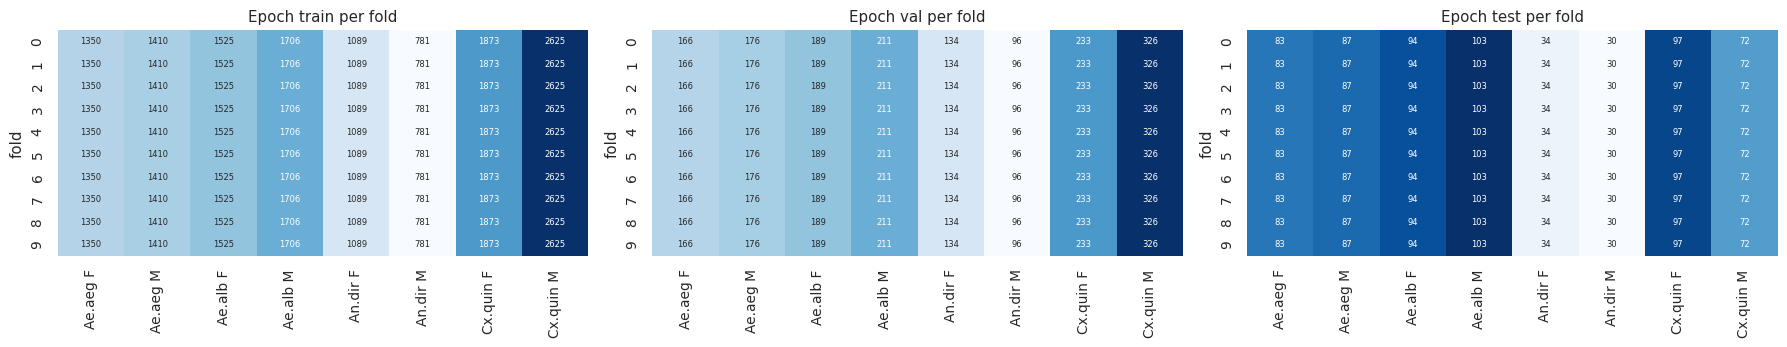 Epoch train per fold
fold
0 1350 1410 1525 1706 1089 781 1873 2625
1 1350 1410 1525 1706 1089 781 1873 2625
2 1350 1410 1525 1706 1089 781 1873 2625
3 1350 1410 1525 1706 1089 781 1873 2625
4 1350 1410 1525 1706 1089 781 1873 2625
5 1350 1410 1525 1706 1089 781 1873 2625
6 1350 1410 1525 1706 1089 781 1873 2625
7 1350 1410 1525 1706 1089 781 1873 2625
8 1350 1410 1525 1706 1089 781 1873 2625
9 1350 1410 1525 1706 1089 781 1873 2625
Ae.aeg F
Ae.aeg M
Ae.alb F
Ae.alb M
An.dir F
An.dir M
Cx.quin F
Cx.quin M
Epoch val per fold
fold
0 166 176 189 211 134 96 233 326
1 166 176 189 211 134 96 233 326
2 166 176 189 211 134 96 233 326
3 166 176 189 211 134 96 233 326
4 166 176 189 211 134 96 233 326
5 166 176 189 211 134 96 233 326
6 166 176 189 211 134 96 233 326
7 166 176 189 211 134 96 233 326
8 166 176 189 211 134 96 233 326
9 166 176 189 211 134 96 233 326
Ae.aeg F
Ae.aeg M
Ae.alb F
Ae.alb M
An.dir F
An.dir M
Cx.quin F
Cx.quin M
Epoch test per fold
fold
0 83 87 94 103 34 30 97 72
1 83 87 94 103 34 30 97 72
2 83 87 94 103 34 30 97 72
3 83 87 94 103 34 30 97 72
4 83 87 94 103 34 30 97 72
5 83 87 94 103 34 30 97 72
6 83 87 94 103 34 30 97 72
7 83 87 94 103 34 30 97 72
8 83 87 94 103 34 30 97 72
9 83 87 94 103 34 30 97 72
Ae.aeg F
Ae.aeg M
Ae.alb F
Ae.alb M
An.dir F
An.dir M
Cx.quin F
Cx.quin M